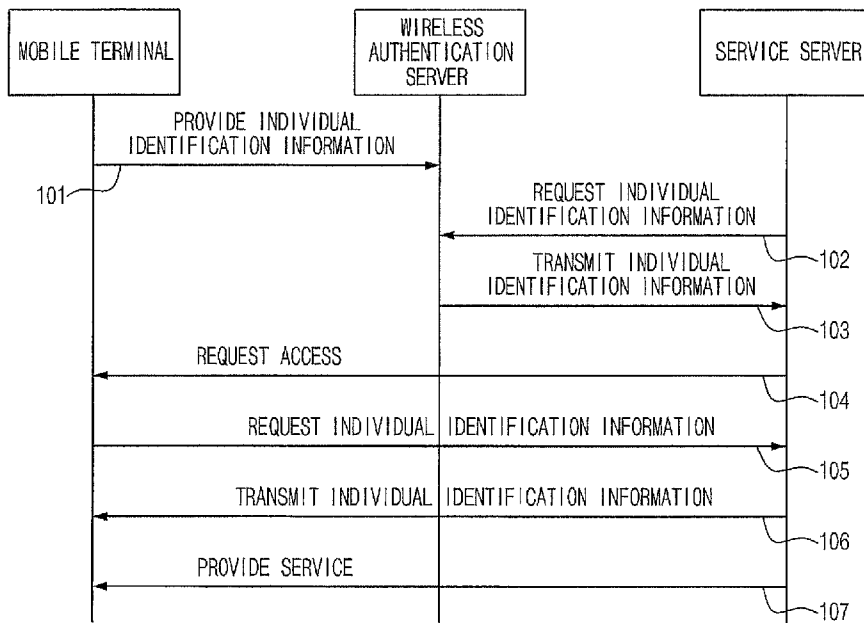 MOBILE TERMINAL
WIRELESS
AUTHENTICATION
SERVER
SERVICE SERVER
PROVIDE INDIVIDUAL
IDENTIFICATION INFORMATION
101
REQUEST INDIVIDUAL
IDENTIFICATION INFORMATION
102
TRANSMIT INDIVIDUAL
IDENTIFICATION INFORMATION
103
REQUEST ACCESS
104
REQUEST INDIVIDUAL IDENTIFICATION INFORMATION
105
TRANSMIT INDIVIDUAL IDENTIFICATION INFORMATION
106
PROVIDE SERVICE
107